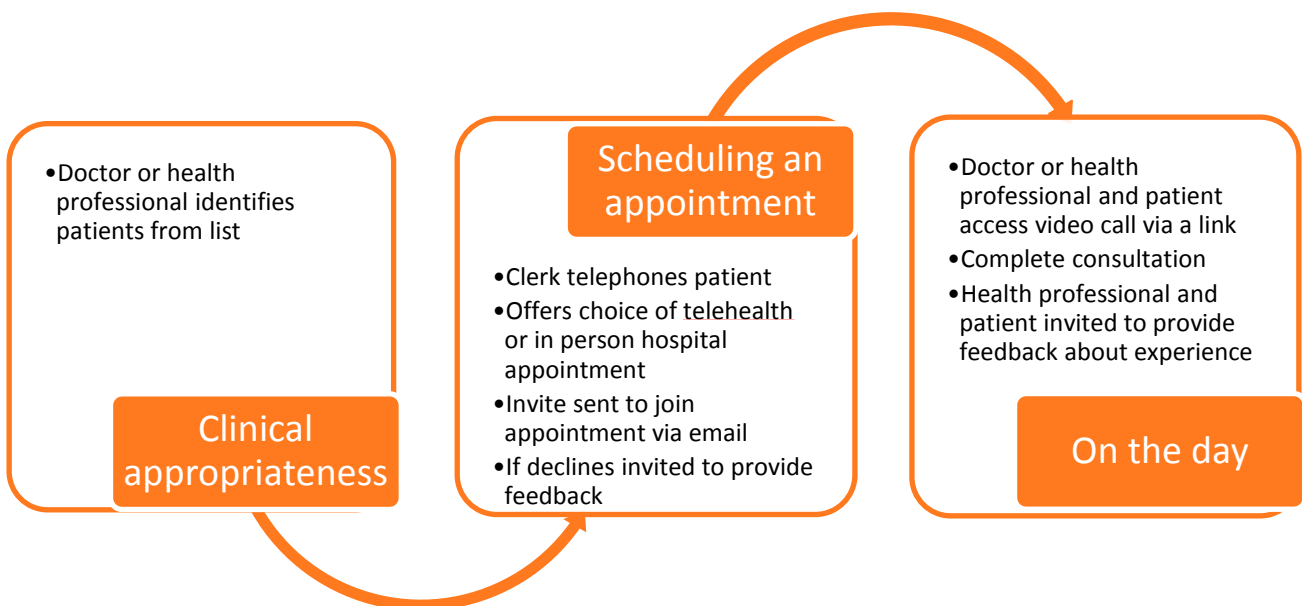 •Doctor or health
professional identifies
patients from list
Clinical
appropriateness
Scheduling an
appointment
•Clerk telephones patient
•Offers choice of telehealth
or in person hospital
appointment
•Invite sent to join
appointment via email
•If declines invited to provide
feedback
•Doctor or health
professional and patient
access video call via a link
•Complete consultation
•Health professional and
patient invited to provide
feedback about experience
On the day